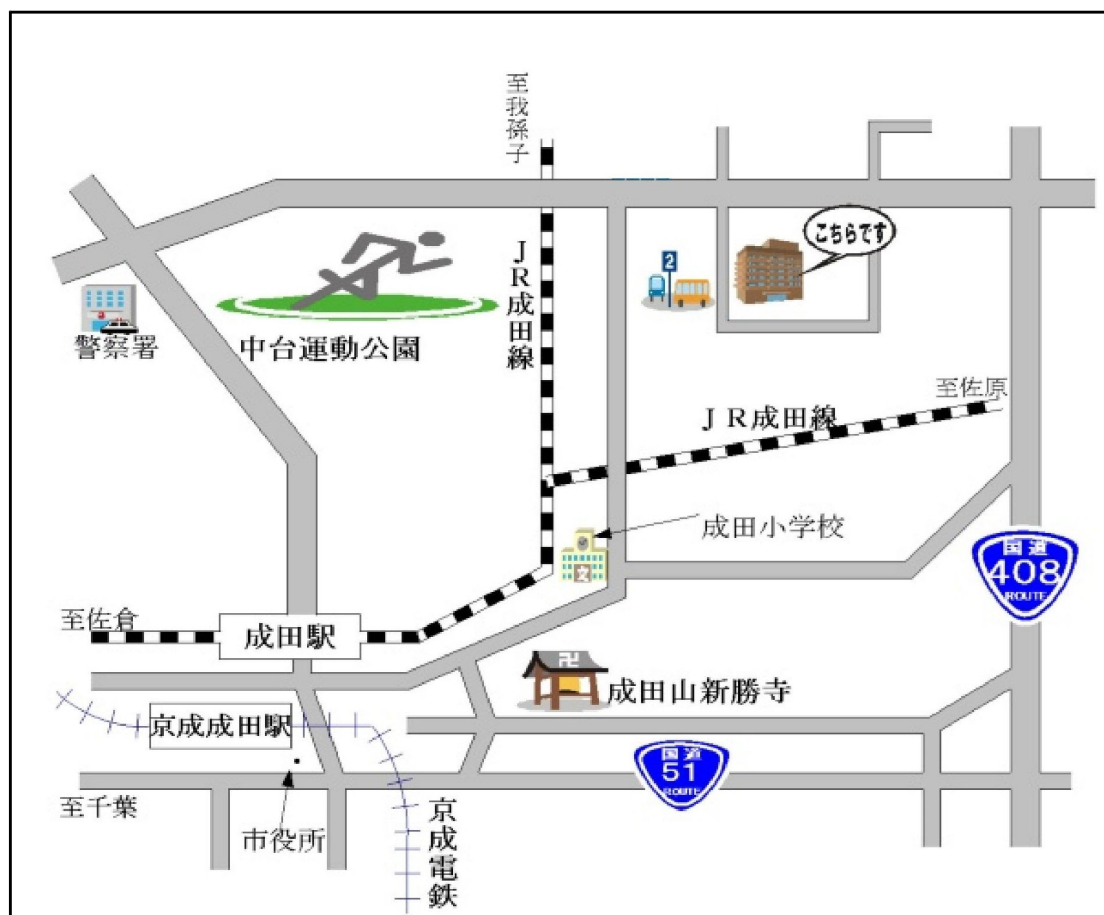 至我孫子
こちらです
2
JR成田線
警察署
中台運動公園
至佐原
JR成田線
成田小学校
国道
408
ROUTE
至佐倉
成田駅
卍
文
成田山新勝寺
京成成田駅
国道
51
ROUTE
至千葉
市役所
京成電鉄